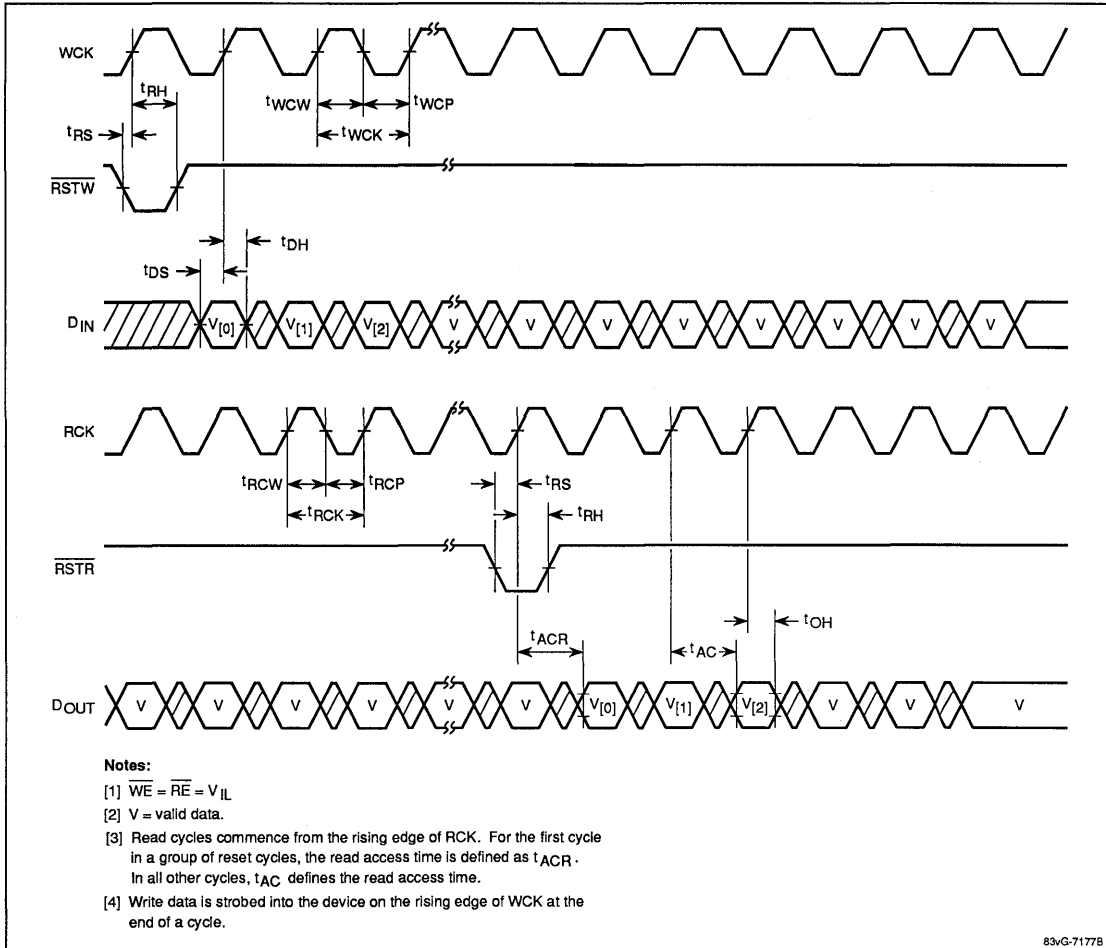 WCK
tRH
tWCW
tWCP
tRS
tWCK
RSTW
tDH
tDS
DIN
V[0] V[1] V[2] V V V V V V V V
RCK
tRCW tRCP
tRS
tRCK
tRH
RSTR
tACR
tAC
tOH
DOUT
V V V V V V V[0] V[1] V[2] V V V
Notes:
[1] WE = RE = VIL
[2] V = valid data.
[3] Read cycles commence from the rising edge of RCK. For the first cycle
in a group of reset cycles, the read access time is defined as tACR.
In all other cycles, tAC defines the read access time.
[4] Write data is strobed into the device on the rising edge of WCK at the
end of a cycle.
83vG-7177B